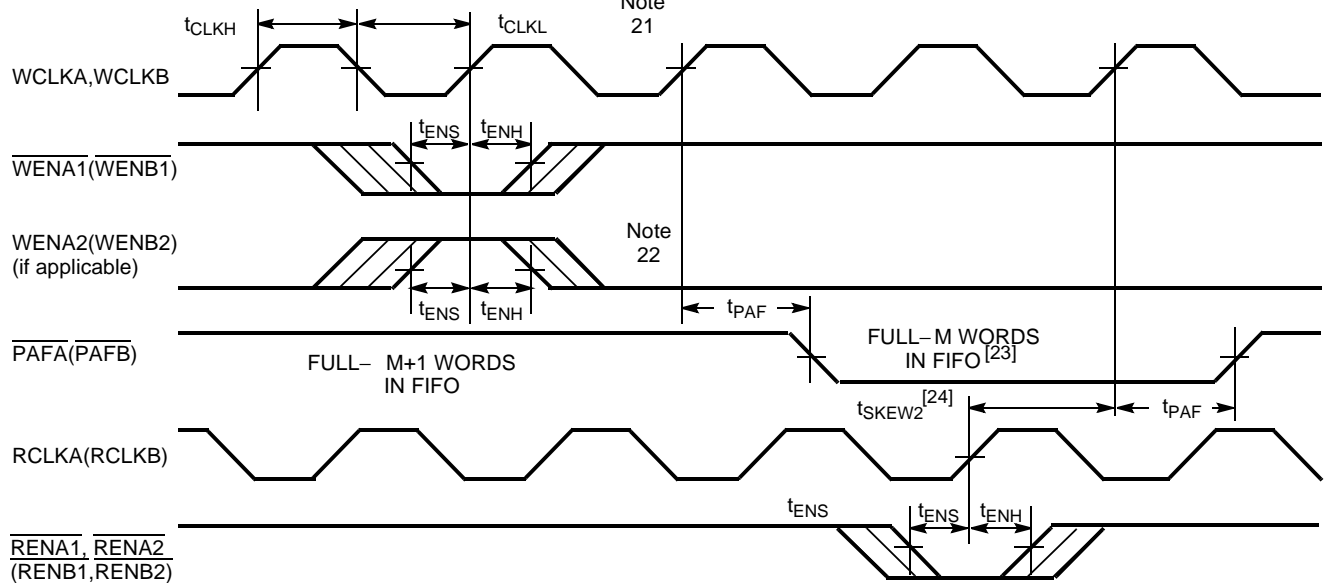 Note
21
tCLKH
tCLKL
WCLKA,WCLKB
tENS
tENH
WENA1(WENB1)
WENA2(WENB2)
(if applicable)
Note
22
tENS
tENH
tPAF
PAFA(PAFB)
FULL– M+1 WORDS
IN FIFO
FULL–M WORDS
IN FIFO[23]
tSKEW2[24]
tPAF
RCLKA(RCLKB)
tENS
tENS
tENH
RENA1, RENA2
(RENB1,RENB2)